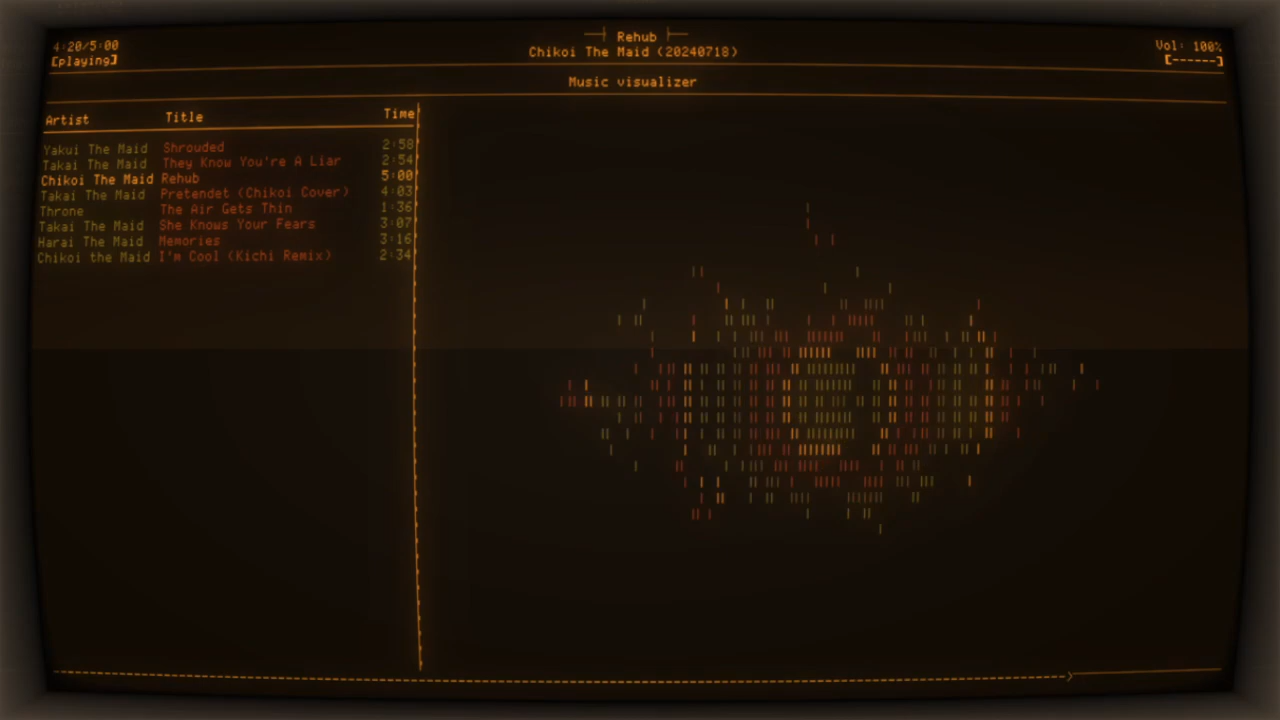 4:20/5:00
[playing]
Rehub
Chikoi The Maid (20240718)
Vol: 100%
[------]
Music visualizer
Artist Title Time
Yakui The Maid Shrouded 2:58
Takai The Maid They Know You're A Liar 2:54
Chikoi The Maid Rehub 5:00
Takai The Maid Pretendet (Chikoi Cover) 4:03
Throne The Air Gets Thin 1:36
Takai The Maid She Knows Your Fears 3:07
Harai The Maid Memories 3:16
Chikoi the Maid I'm Cool (Kichi Remix) 2:34